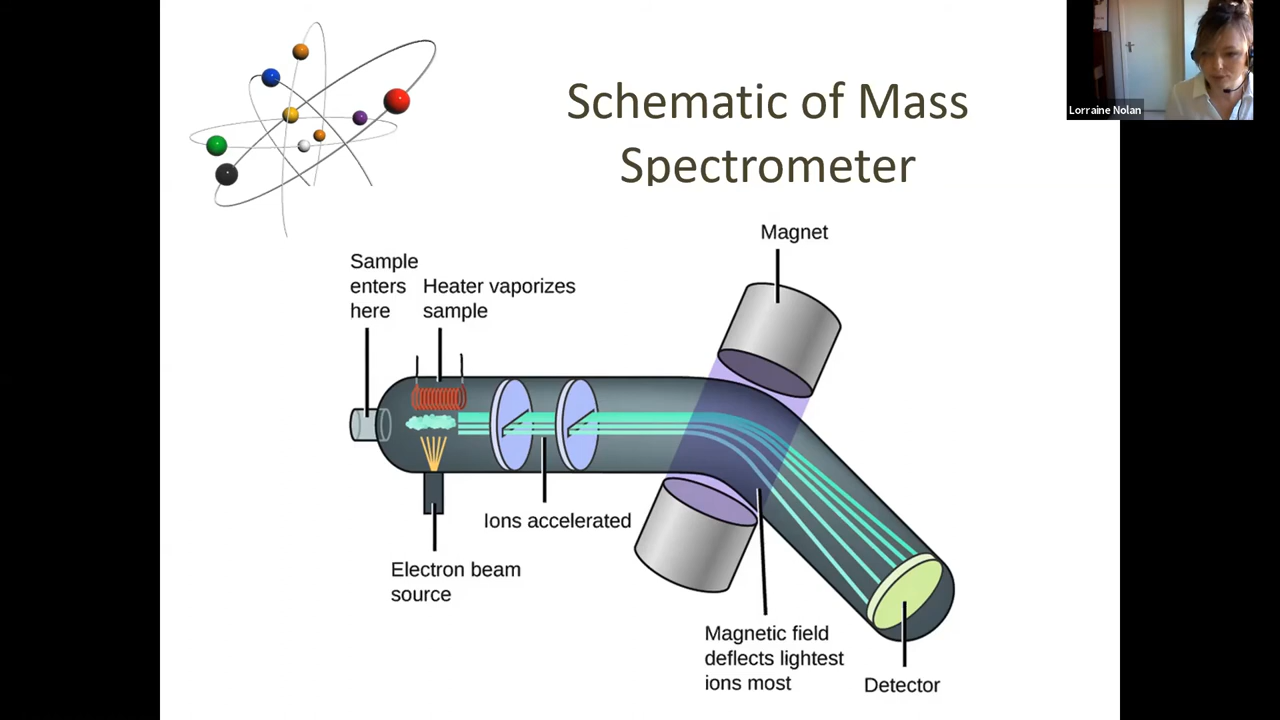 Schematic of Mass
Spectrometer
Lorraine Nolan
Magnet
Sample
enters
here
Heater vaporizes
sample
Ions accelerated
Electron beam
source
Magnetic field
deflects lightest
ions most
Detector